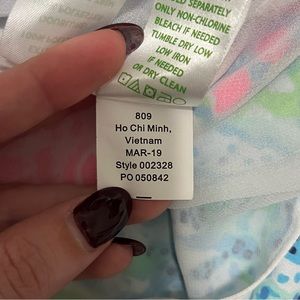 SEPARATELY
ONLY NON-CHLORINE
BLEACH IF NEEDED
TUMBLE DRY LOW
LOW IRON
IF NEEDED
OR DRY CLEAN
809
Ho Chi Minh,
Vietnam
MAR-19
Style 002328
PO 050842